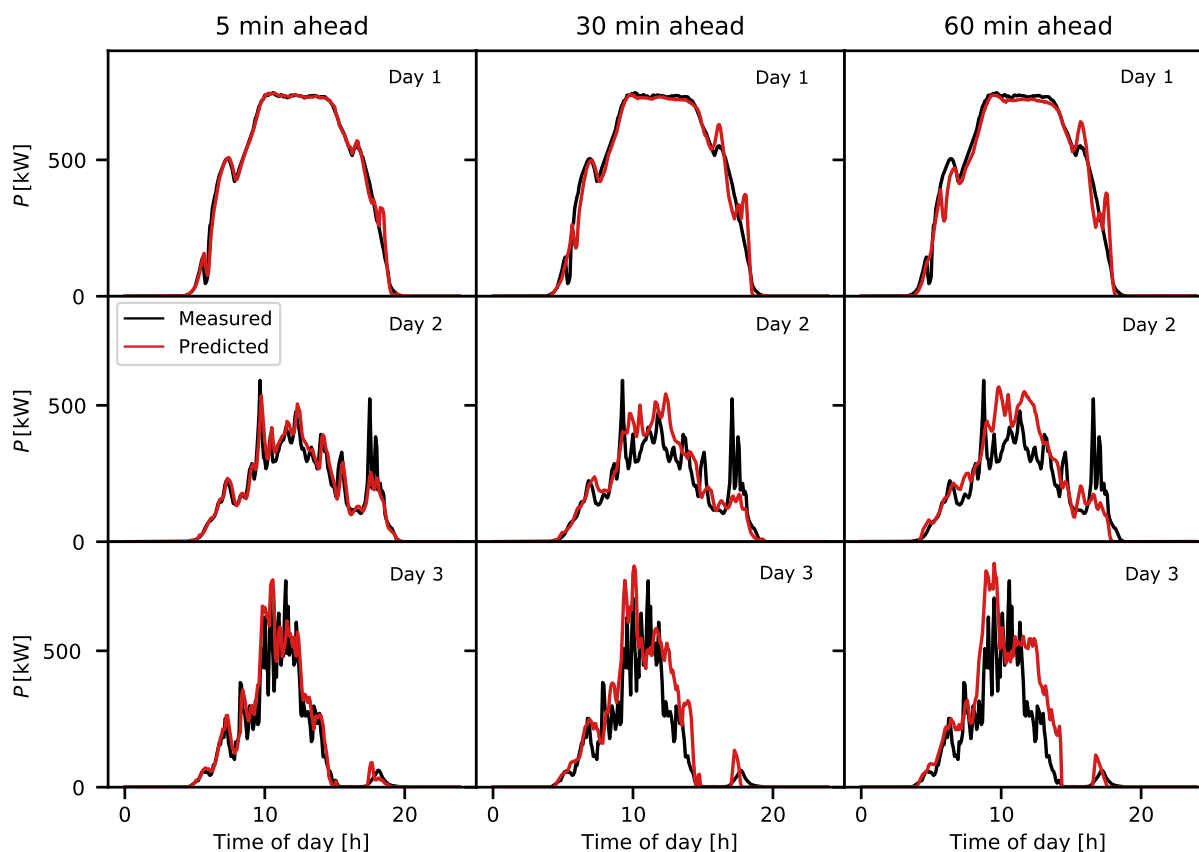 5 min ahead 30 min ahead 60 min ahead
Day 1 Day 1 Day 1
P[kW]
500
0
Measured
Predicted
Day 2 Day 2 Day 2
P[kW]
500
0
Day 3 Day 3 Day 3
P[kW]
500
0
0 10 20 0 10 20 0 10 20
Time of day [h] Time of day [h] Time of day [h]